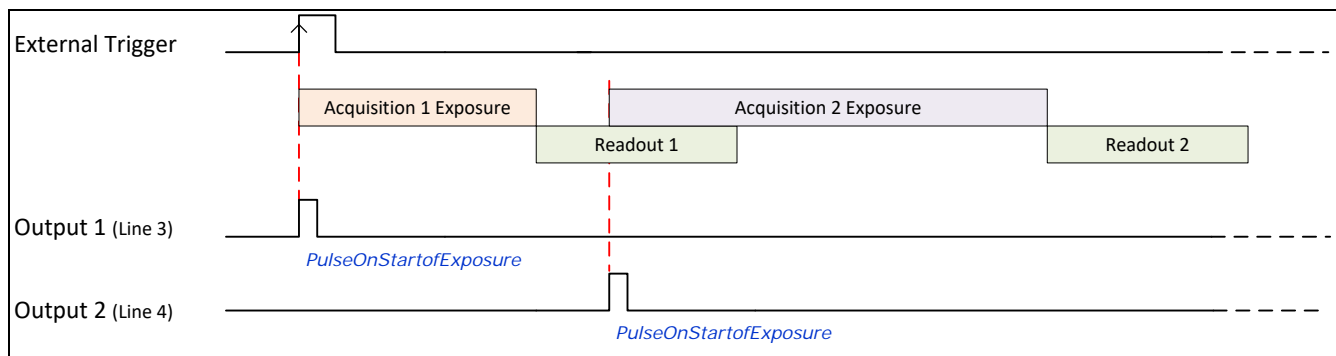 External Trigger
Acquisition 1 Exposure
Acquisition 2 Exposure
Readout 1
Readout 2
Output 1 (Line 3)
PulseOnStartofExposure
Output 2 (Line 4)
PulseOnStartofExposure